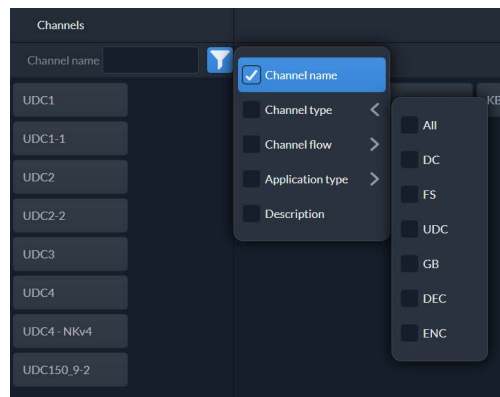 Channels
Channel name
Channel name
UDC1
Channel type
KB
All
UDC1-1
Channel flow
DC
UDC2
Application type
FS
UDC2-2
Description
UDC
UDC3
GB
UDC4
DEC
UDC4 - NKv4
ENC
UDC150_9-2